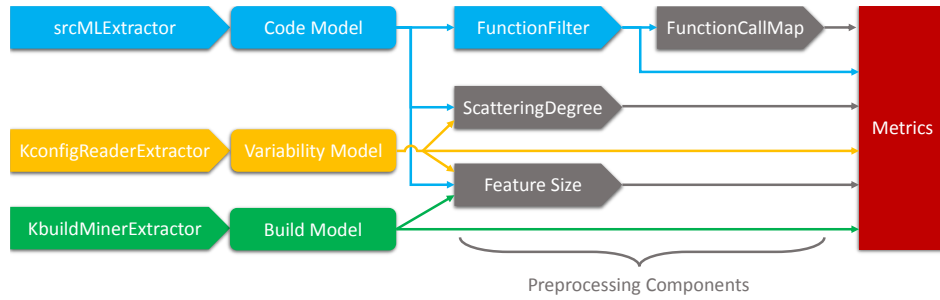 srcMLExtractor
Code Model
FunctionFilter
FunctionCallMap
ScatteringDegree
Metrics
KconfigReaderExtractor
Variability Model
Feature Size
KbuildMinerExtractor
Build Model
Preprocessing Components